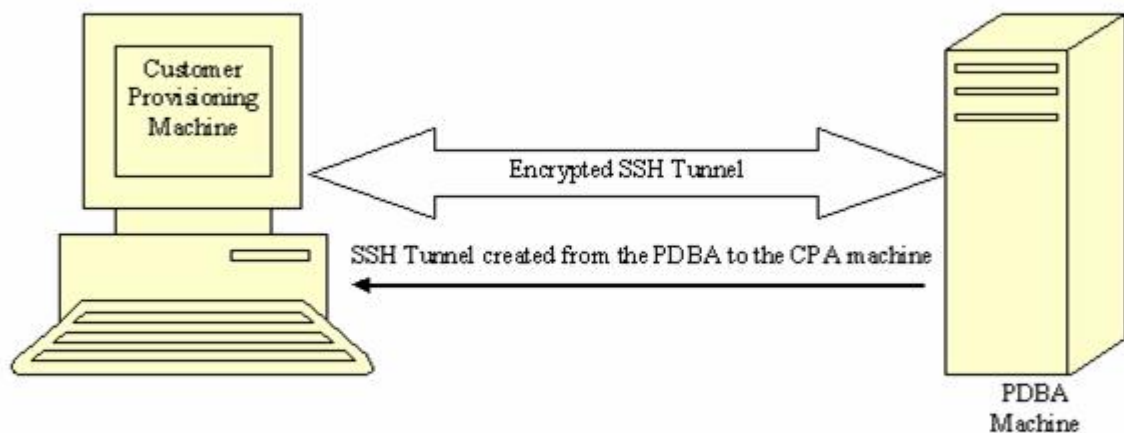 Customer
Provisioning
Machine
Encrypted SSH Tunnel
SSH Tunnel created from the PDBA to the CPA machine
PDBA
Machine